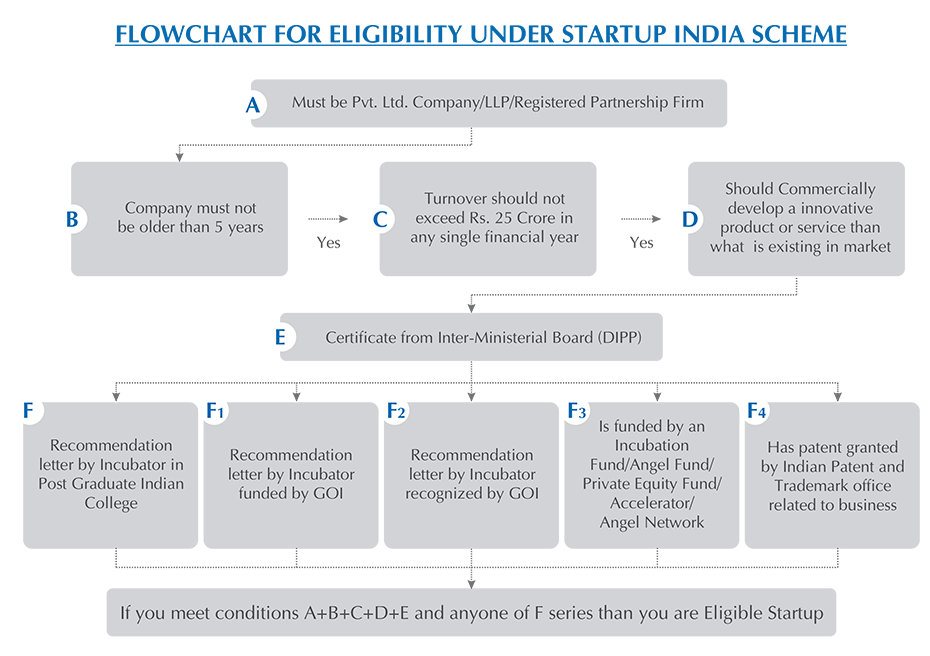 FLOWCHART FOR ELIGIBILITY UNDER STARTUP INDIA SCHEME
A
Must be Pvt. Ltd. Company/LLP/Registered Partnership Firm
B
Company must not
be older than 5 years
Yes
C
Turnover should not
exceed Rs. 25 Crore in
any single financial year
Yes
D
Should Commercially
develop a innovative
product or service than
what is existing in market
E
Certificate from Inter-Ministerial Board (DIPP)
F
Recommendation
letter by Incubator in
Post Graduate Indian
College
F1
Recommendation
letter by Incubator
funded by GOI
F2
Recommendation
letter by Incubator
recognized by GOI
F3
Is funded by an
Incubation
Fund/Angel Fund/
Private Equity Fund/
Accelerator/
Angel Network
F4
Has patent granted
by Indian Patent and
Trademark office
related to business
If you meet conditions A+B+C+D+E and anyone of F series than you are Eligible Startup